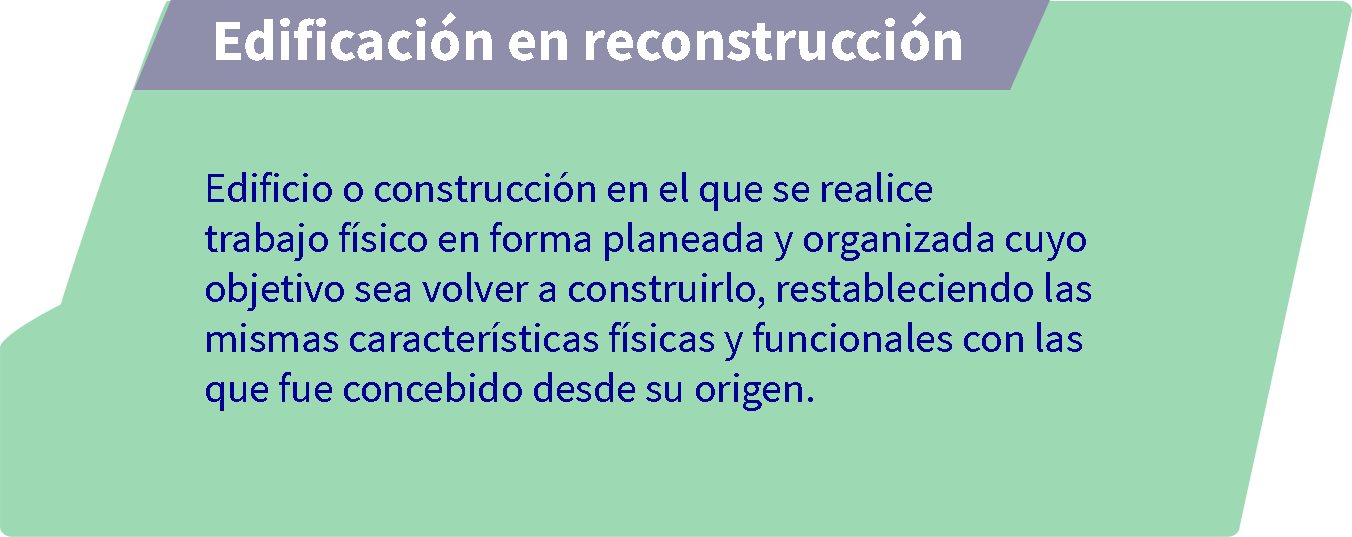 Edificación en reconstrucción
Edificio o construcción en el que se realice
trabajo físico en forma planeada y organizada cuyo
objetivo sea volver a construirlo, restableciendo las
mismas características físicas y funcionales con las
que fue concebido desde su origen.